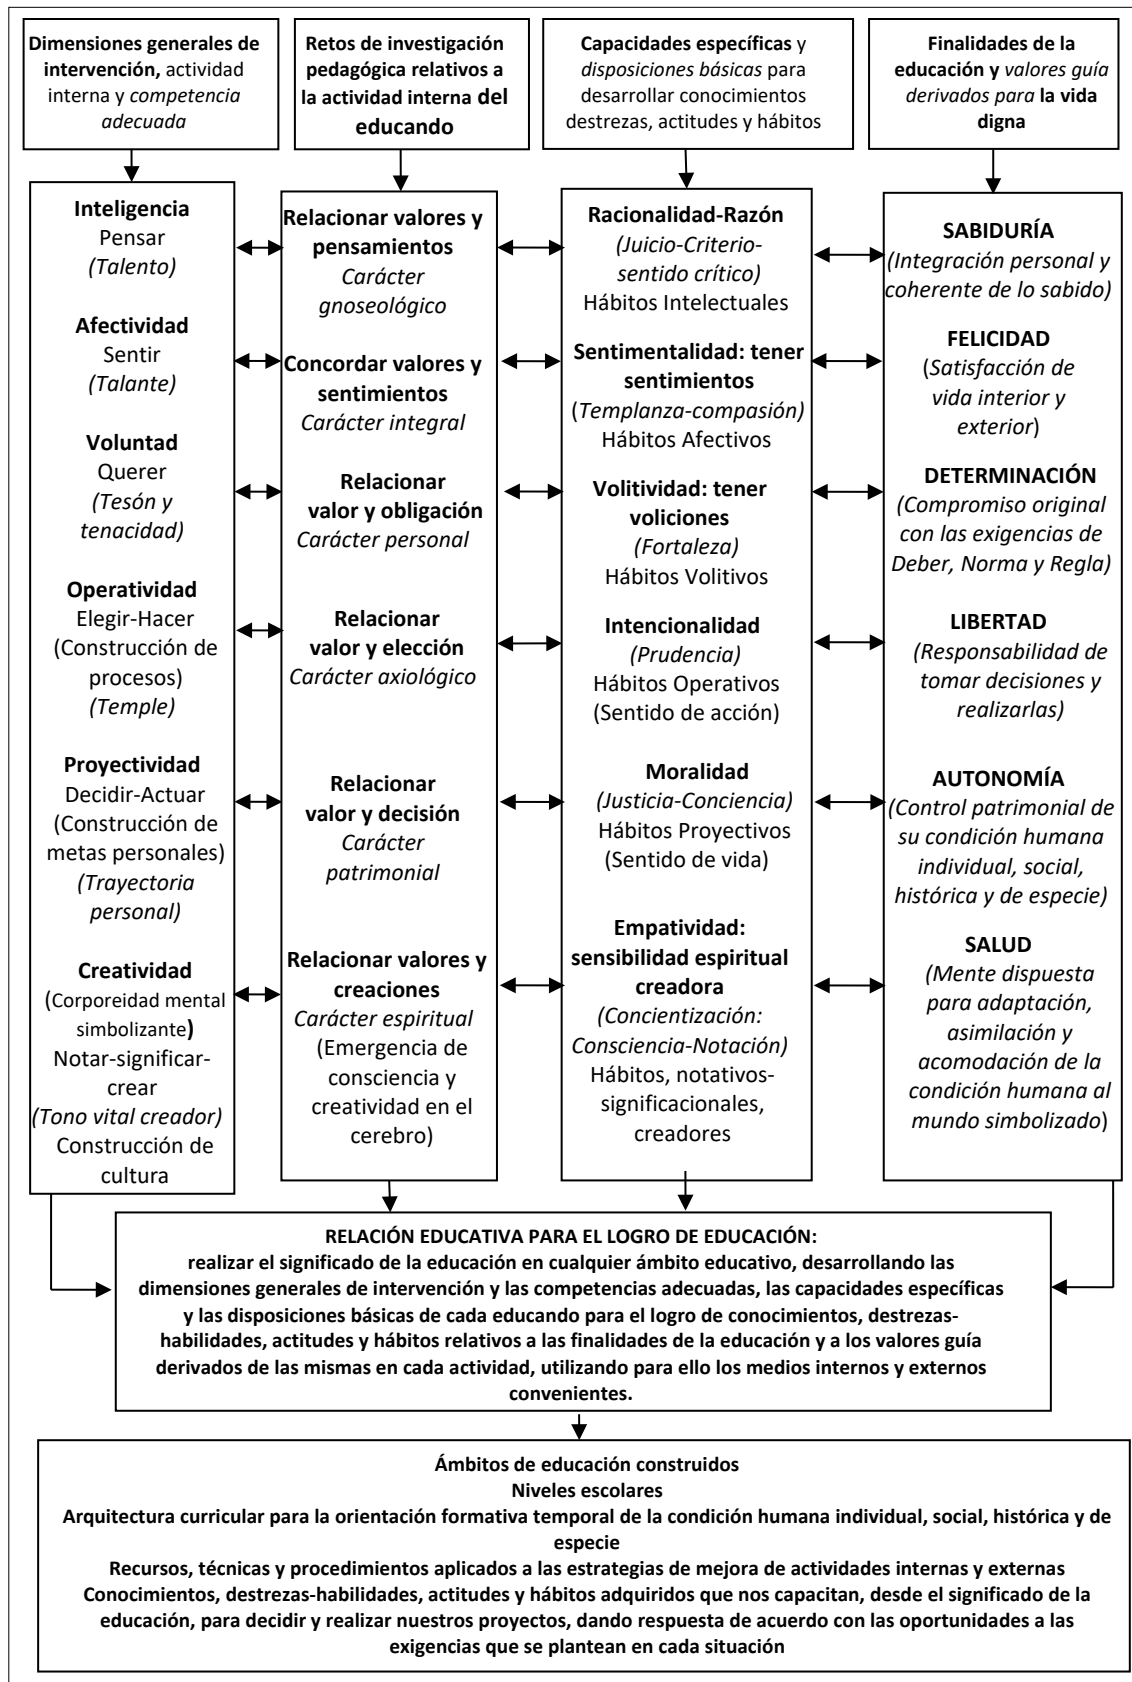 Dimensiones generales de
intervención, actividad
interna y competencia
adecuada
Retos de investigación
pedagógica relativos a
la actividad interna del
educando
Capacidades específicas y
disposiciones básicas para
desarrollar conocimientos
destrezas, actitudes y hábitos
Finalidades de la
educación y valores guía
derivados para la vida
digna
Inteligencia
Pensar
(Talento)
Afectividad
Sentir
(Talante)
Voluntad
Querer
(Tesón y
tenacidad)
Operatividad
Elegir-Hacer
(Construcción de
procesos)
(Temple)
Proyectividad
Decidir-Actuar
(Construcción de
metas personales)
(Trayectoria
personal)
Creatividad
(Corporeidad mental
simbolizante)
Notar-significar-
crear
(Tono vital creador)
Construcción de
cultura
Relacionar valores y
pensamientos
Carácter
gnoseológico
Concordar valores y
sentimientos
Carácter integral
Relacionar
valor y obligación
Carácter personal
Relacionar
valor y elección
Carácter axiológico
Relacionar
valor y decisión
Carácter
patrimonial
Relacionar valores y
creaciones
Carácter espiritual
(Emergencia de
consciencia y
creatividad en el
cerebro)
Racionalidad-Razón
(Juicio-Criterio-
sentido crítico)
Hábitos Intelectuales
Sentimentalidad: tener
sentimientos
(Templanza-compasión)
Hábitos Afectivos
Volitividad: tener
voliciones
(Fortaleza)
Hábitos Volitivos
Intencionalidad
(Prudencia)
Hábitos Operativos
(Sentido de acción)
Moralidad
(Justicia-Conciencia)
Hábitos Proyectivos
(Sentido de vida)
Empatividad:
sensibilidad espiritual
creadora
(Concientización:
Consciencia-Notación)
Hábitos, notativos-
significacionales,
creadores
SABIDURÍA
(Integración personal y
coherente de lo sabido)
FELICIDAD
(Satisfacción de
vida interior y
exterior)
DETERMINACIÓN
(Compromiso original
con las exigencias de
Deber, Norma y Regla)
LIBERTAD
(Responsabilidad de
tomar decisiones y
realizarlas)
AUTONOMÍA
(Control patrimonial de
su condición humana
individual, social,
histórica y de especie)
SALUD
(Mente dispuesta
para adaptación,
asimilación y
acomodación de la
condición humana al
mundo simbolizado)
RELACIÓN EDUCATIVA PARA EL LOGRO DE EDUCACIÓN:
realizar el significado de la educación en cualquier ámbito educativo, desarrollando las
dimensiones generales de intervención y las competencias adecuadas, las capacidades específicas
y las disposiciones básicas de cada educando para el logro de conocimientos, destrezas-
habilidades, actitudes y hábitos relativos a las finalidades de la educación y a los valores guía
derivados de las mismas en cada actividad, utilizando para ello los medios internos y externos
convenientes.
Ámbitos de educación construidos
Niveles escolares
Arquitectura curricular para la orientación formativa temporal de la condición humana individual, social, histórica y de
especie
Recursos, técnicas y procedimientos aplicados a las estrategias de mejora de actividades internas y externas
Conocimientos, destrezas-habilidades, actitudes y hábitos adquiridos que nos capacitan, desde el significado de la
educación, para decidir y realizar nuestros proyectos, dando respuesta de acuerdo con las oportunidades a las
exigencias que se plantean en cada situación